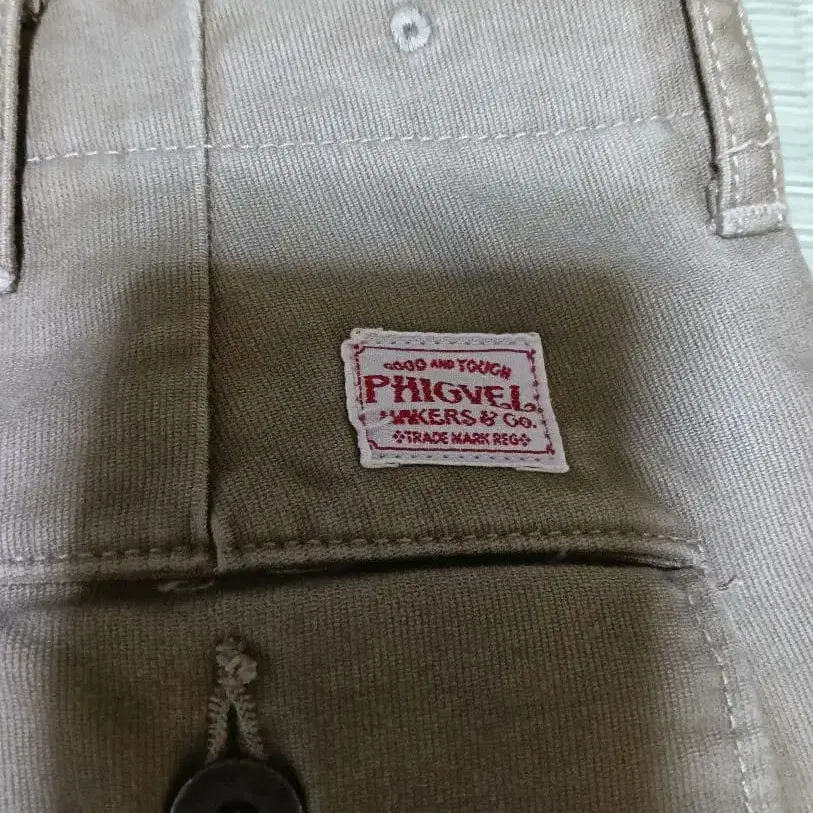 GOOD AND TOUGH
PHIGVEL
MAKERS & Co.
TRADE MARK REG